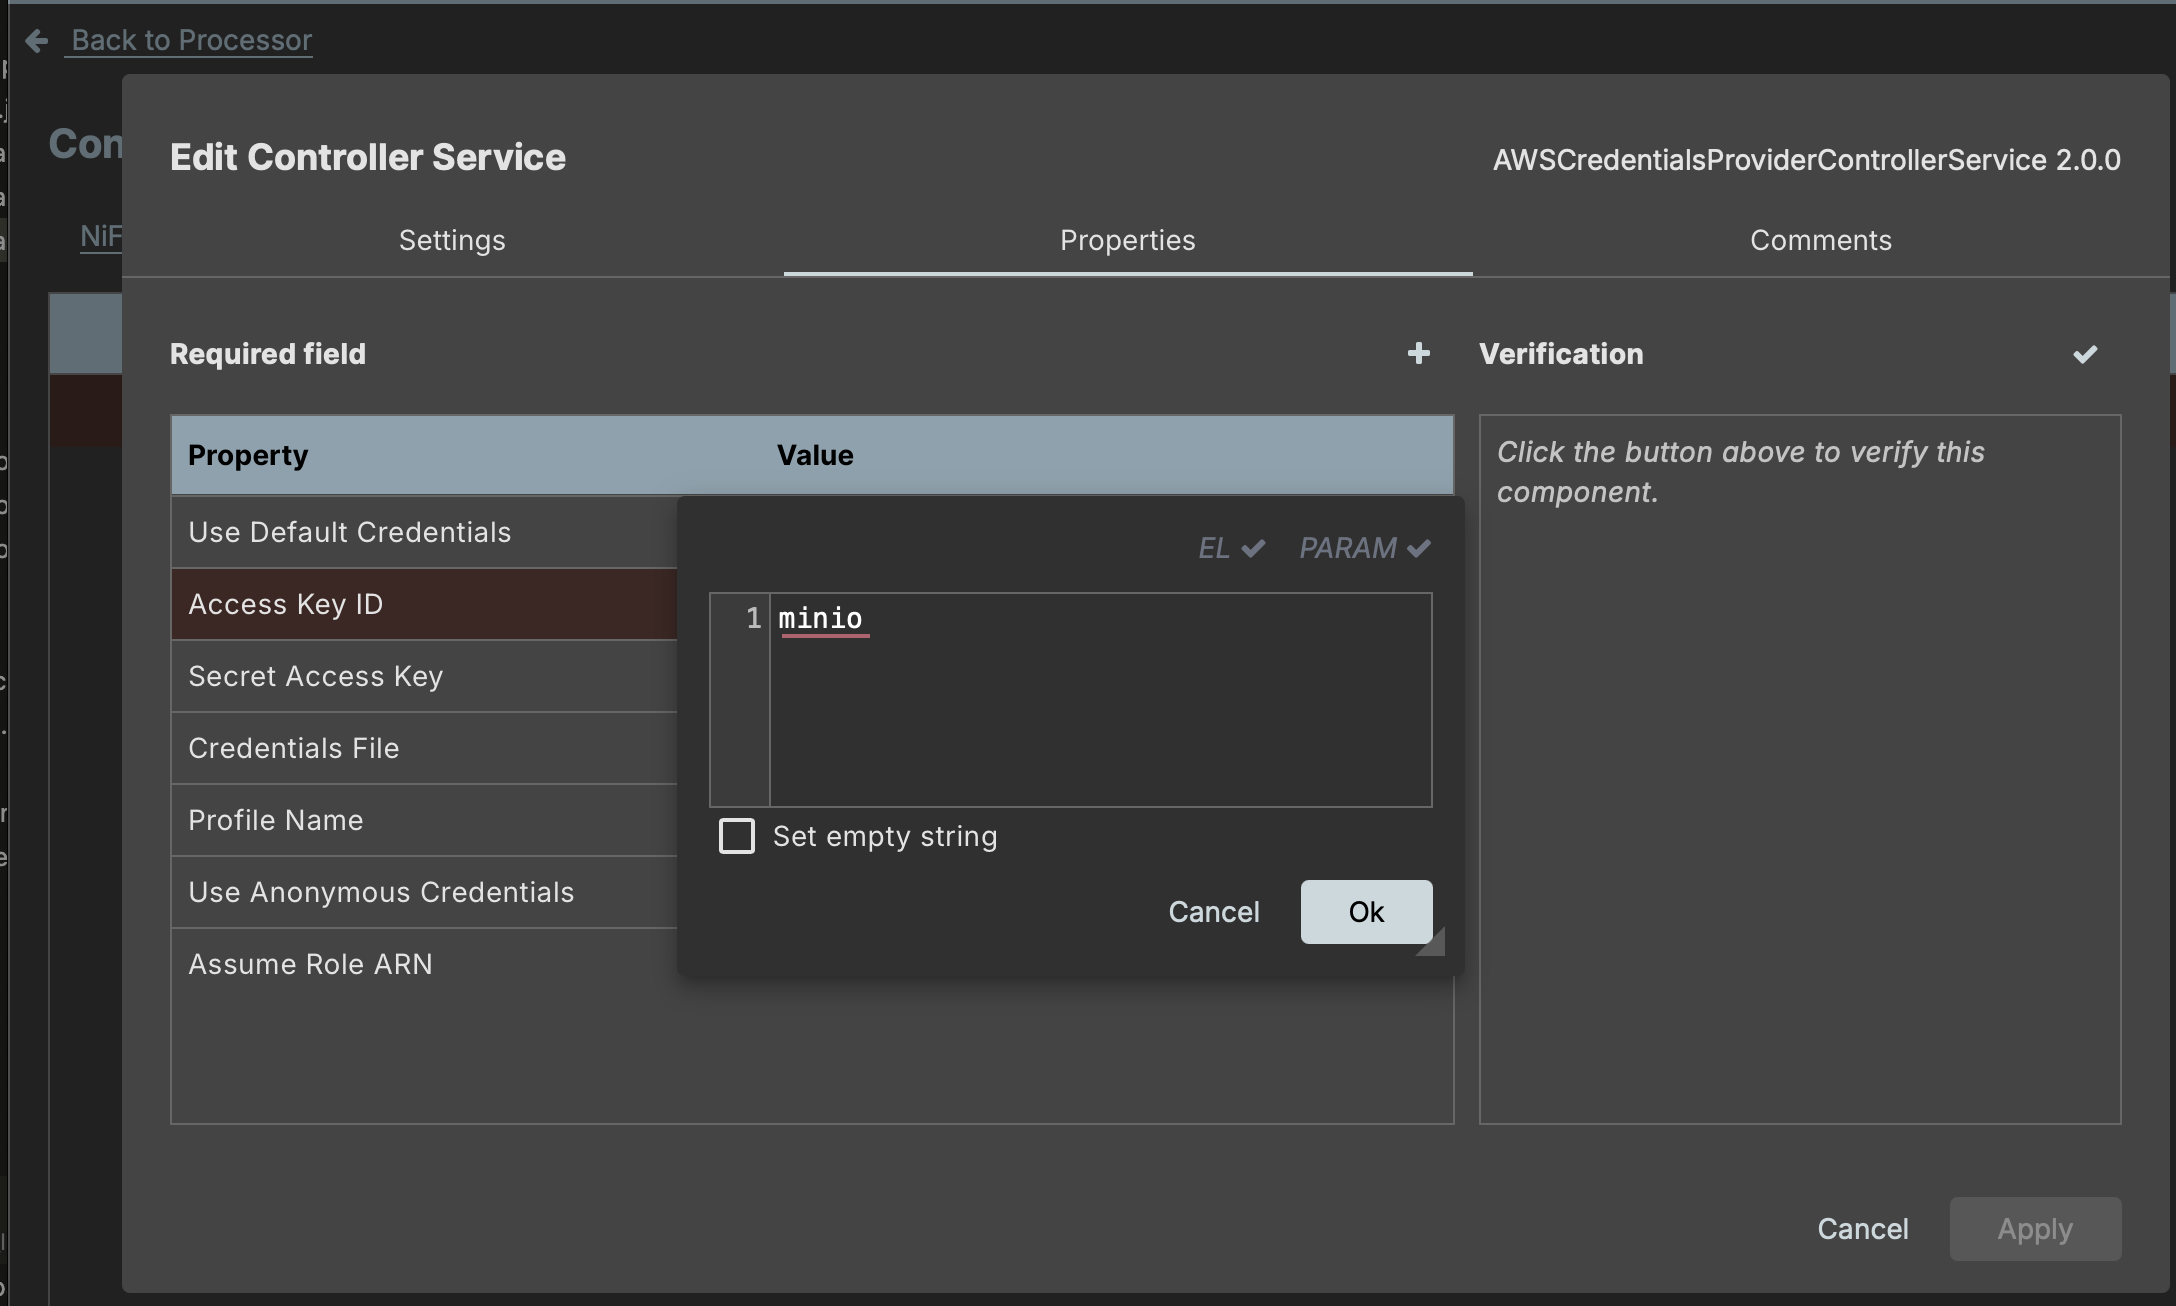 Back to Processor
Con
Edit Controller Service
AWSCredentialsProviderControllerService 2.0.0
NiF
Settings
Properties
Comments
Required field
Verification
Property
Value
Click the button above to verify this
component.
Use Default Credentials
EL
PARAM
Access Key ID
1
minio
Secret Access Key
Credentials File
Profile Name
Set empty string
Use Anonymous Credentials
Cancel
Ok
Assume Role ARN
Cancel
Apply